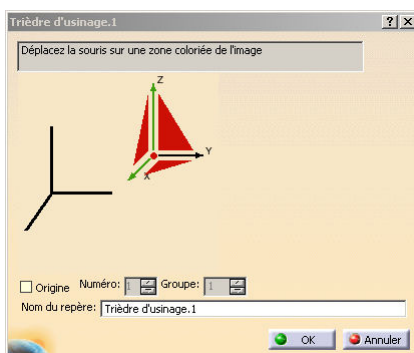 Trièdre d'usinage.1
Déplacez la souris sur une zone coloriée de l'image
Z
Y
X
Origine Numéro: 1 Groupe: 1
Nom du repère: Trièdre d'usinage.1
OK Annuler